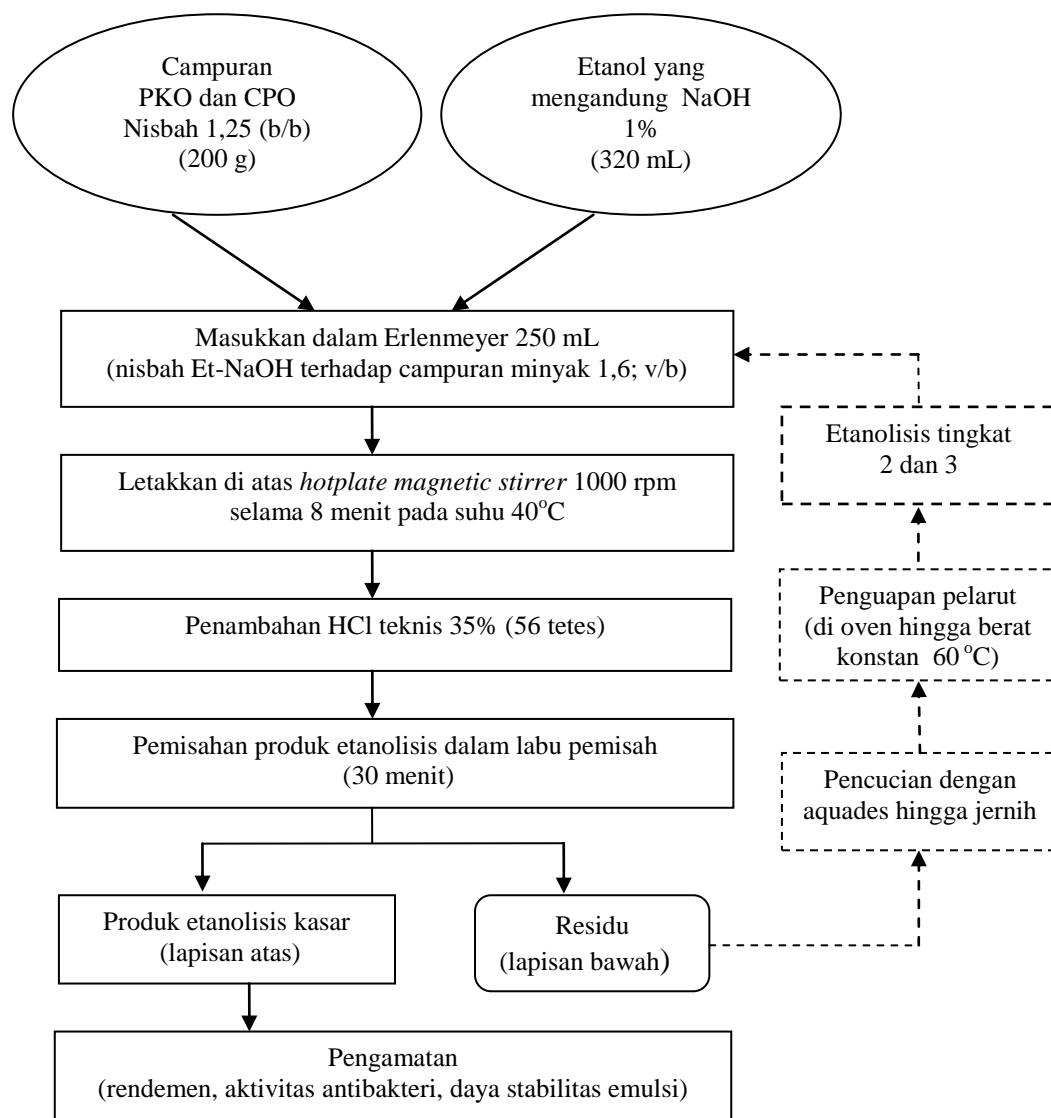 Campuran
PKO dan CPO
Nisbah 1,25 (b/b)
(200 g)
Etanol yang
mengandung NaOH
1%
(320 mL)
Masukkan dalam Erlenmeyer 250 mL
(nisbah Et-NaOH terhadap campuran minyak 1,6; v/b)
Letakkan di atas hotplate magnetic stirrer 1000 rpm
selama 8 menit pada suhu 40°C
Penambahan HCl teknis 35% (56 tetes)
Pemisahan produk etanolisis dalam labu pemisah
(30 menit)
Produk etanolisis kasar
(lapisan atas)
Residu
(lapisan bawah)
Pencucian dengan
aquades hingga jernih
Penguapan pelarut
(di oven hingga berat
konstan 60 °C)
Etanolisis tingkat
2 dan 3
Pengamatan
(rendemen, aktivitas antibakteri, daya stabilitas emulsi)